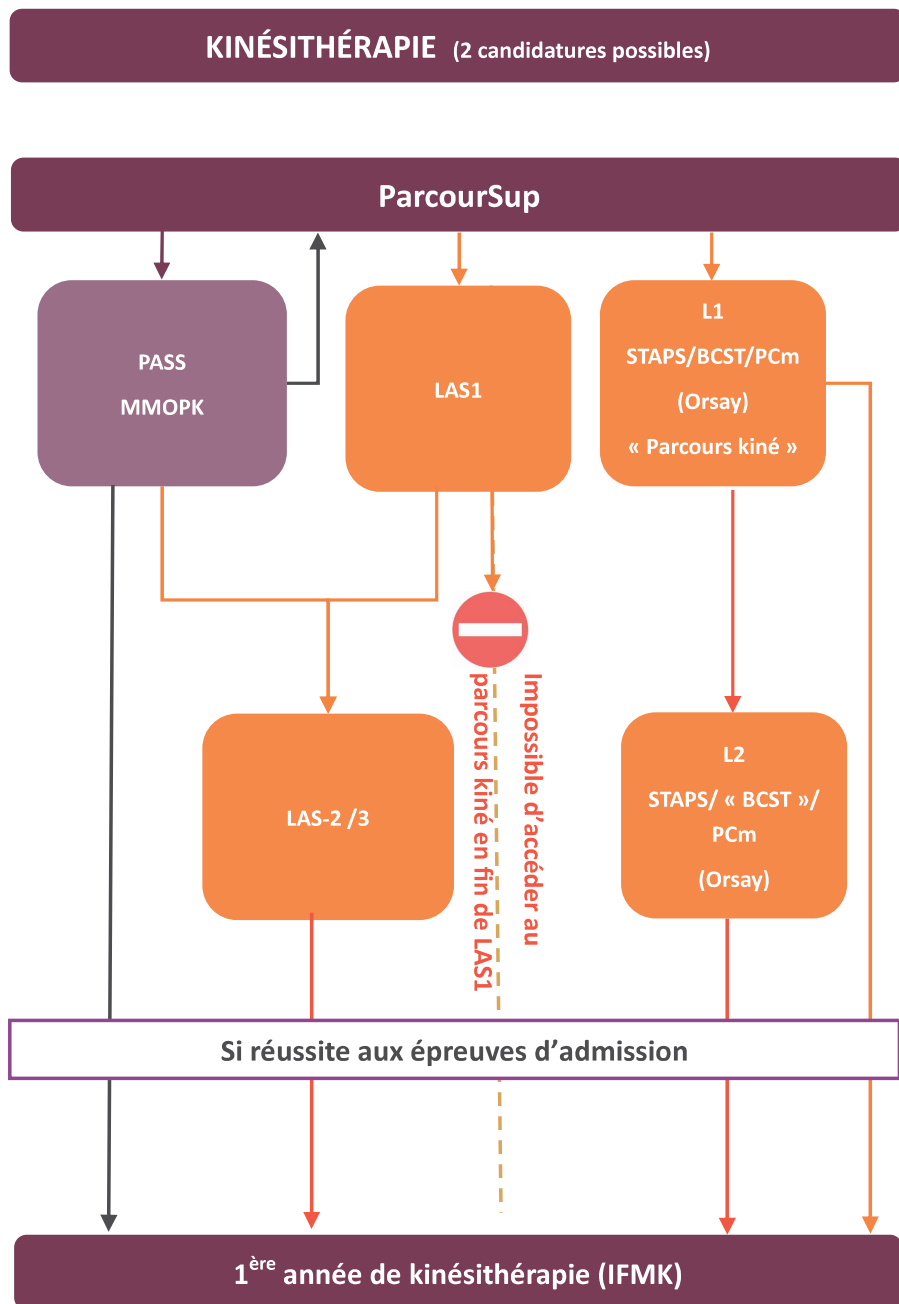 KINÉSITHÉRAPIE (2 candidatures possibles)
ParcourSup
PASS
MMOPK
LAS1
L1
STAPS/BCST/PCm
(Orsay)
« Parcours kiné »
Impossible d'accéder au
parcours kiné en fin de LAS1
LAS-2 /3
L2
STAPS/ « BCST »/
PCm
(Orsay)
Si réussite aux épreuves d'admission
1ère année de kinésithérapie (IFMK)